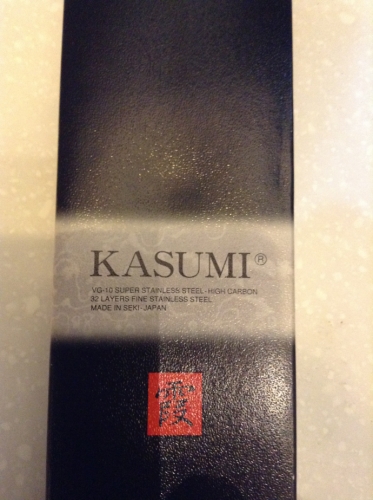 KASUMI®
VG-10 SUPER STAINLESS STEEL-HIGH CARBON
32 LAYERS FINE STAINLESS STEEL
MADE IN SEKI-JAPAN
霞